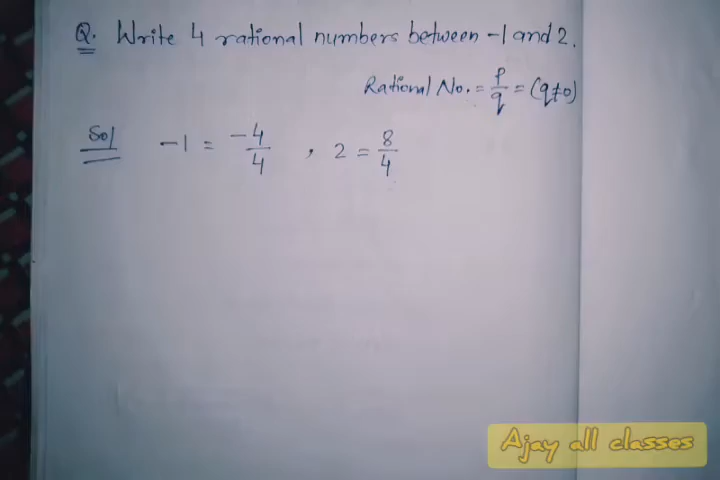 Q. Write 4 rational numbers between -1 and 2.
Rational No. = p/q = (q≠0)
Sol -1 = -4/4 , 2 = 8/4
Ajay all classes